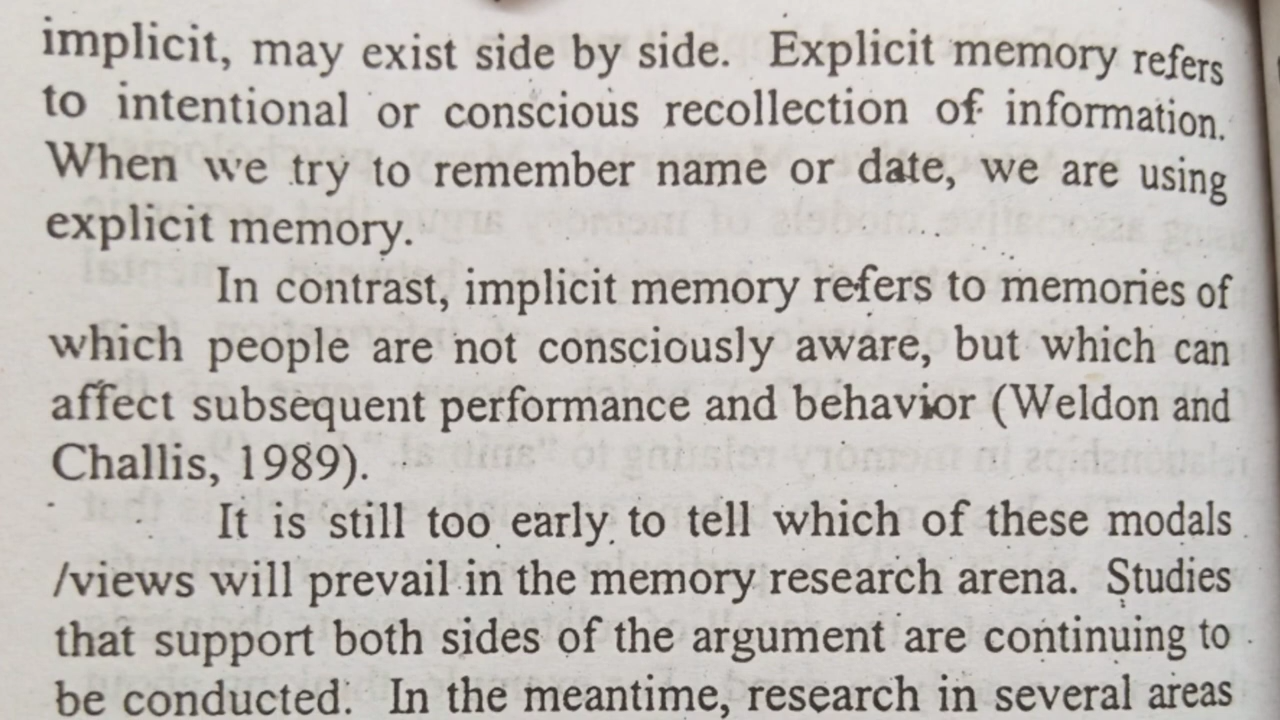 implicit, may exist side by side. Explicit memory refers
to intentional or conscious recollection of information.
When we try to remember name or date, we are using
explicit memory.
In contrast, implicit memory refers to memories of
which people are not consciously aware, but which can
affect subsequent performance and behavior (Weldon and
Challis, 1989).
It is still too early to tell which of these modals
/views will prevail in the memory research arena. Studies
that support both sides of the argument are continuing to
be conducted. In the meantime, research in several areas